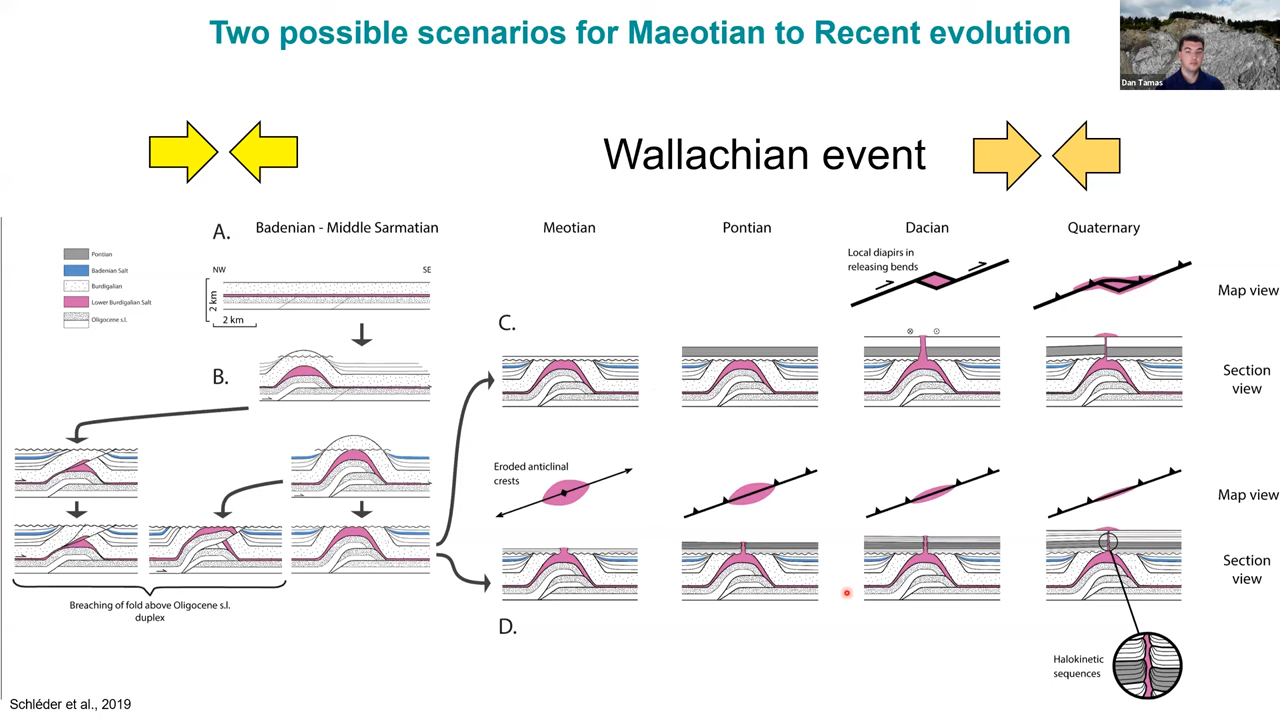 Two possible scenarios for Maeotian to Recent evolution
Dan Tamas
Wallachian event
A.
Badenian - Middle Sarmatian
Meotian
Pontian
Dacian
Quaternary
Pontian
Badenian Salt
Burdigalian
Lower Burdigalian Salt
Oligocene s.l.
NW
SE
2 km
2 km
Local diapirs in
releasing bends
Map view
C.
B.
Section
view
Eroded anticlinal
crests
Map view
Section
view
Breaching of fold above Oligocene s.l.
duplex
D.
Halokinetic
sequences
Schléder et al., 2019